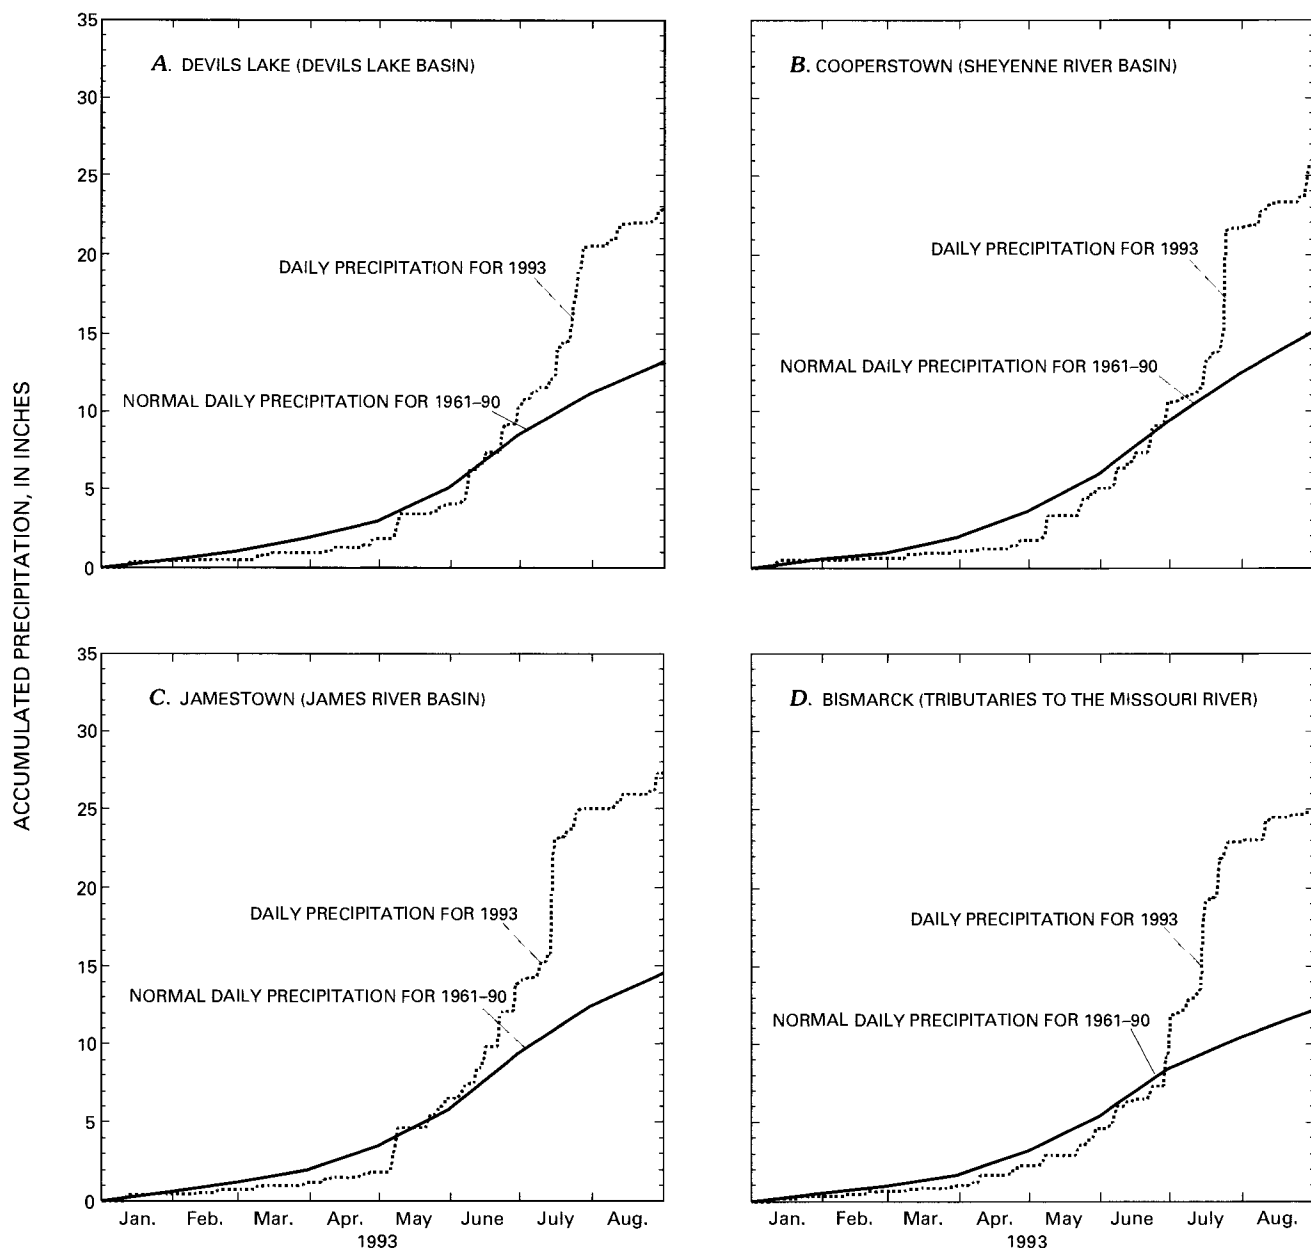 ACCUMULATED PRECIPITATION, IN INCHES
A. DEVILS LAKE (DEVILS LAKE BASIN)
35
30
25
20
15
10
5
0
DAILY PRECIPITATION FOR 1993
NORMAL DAILY PRECIPITATION FOR 1961–90
B. COOPERSTOWN (SHEYENNE RIVER BASIN)
DAILY PRECIPITATION FOR 1993
NORMAL DAILY PRECIPITATION FOR 1961–90
C. JAMESTOWN (JAMES RIVER BASIN)
35
30
25
20
15
10
5
0
DAILY PRECIPITATION FOR 1993
NORMAL DAILY PRECIPITATION FOR 1961–90
Jan. Feb. Mar. Apr. May June July Aug.
1993
D. BISMARCK (TRIBUTARIES TO THE MISSOURI RIVER)
DAILY PRECIPITATION FOR 1993
NORMAL DAILY PRECIPITATION FOR 1961–90
Jan. Feb. Mar. Apr. May June July Aug.
1993